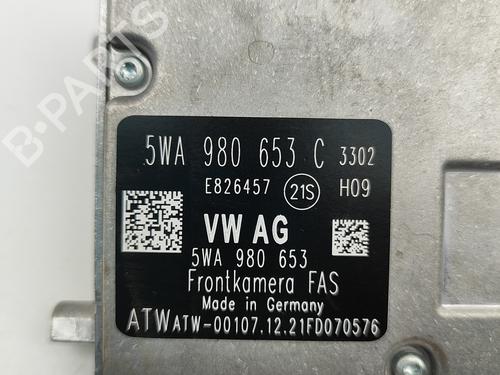 B-PARTS
5WA 980 653 C 3302
E826457 21S H09
VW AG
5WA 980 653
Frontkamera FAS
Made in Germany
ATW ATW-00107.12.21FD070576